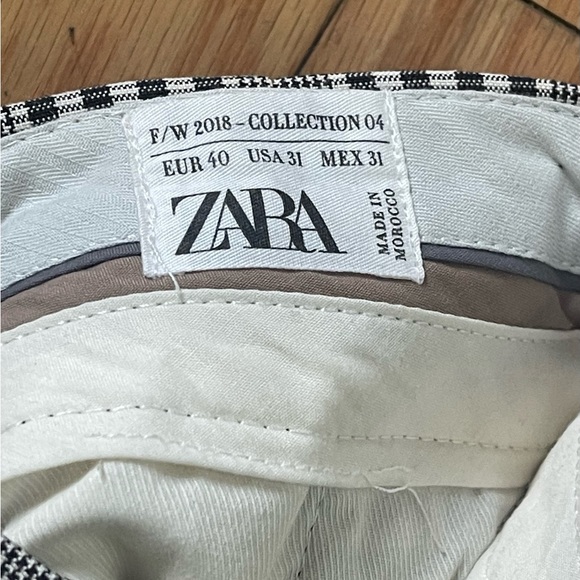 F/W 2018 – COLLECTION 04
EUR 40 USA 31 MEX 31
ZARA
MADE IN
MOROCCO